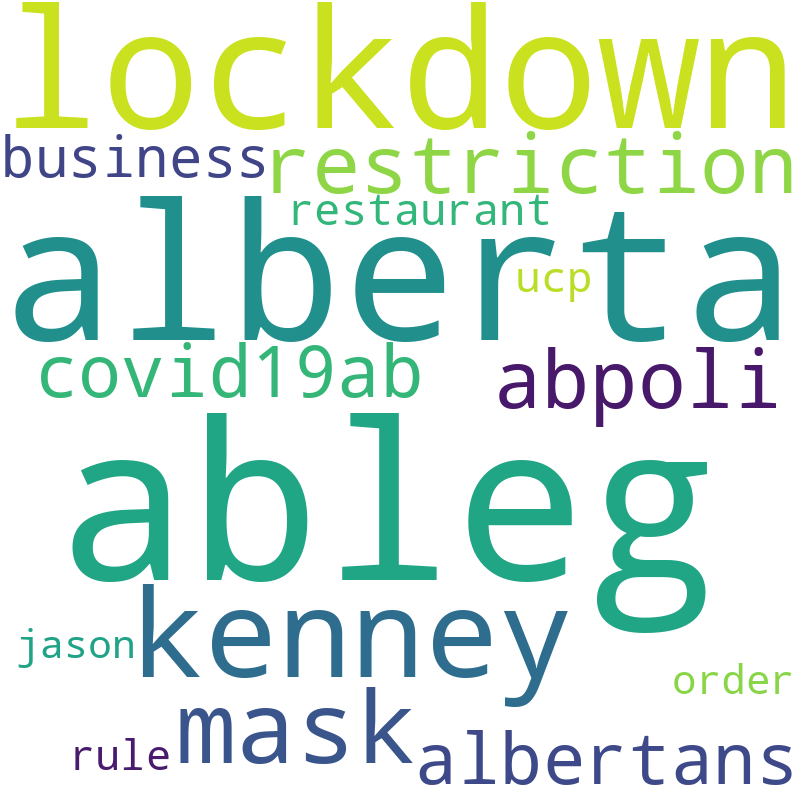 lockdown
business restriction
restaurant
alberta
ucp
covid19ab abpoli
ableg
kenney
jason
order
mask
rule albertans